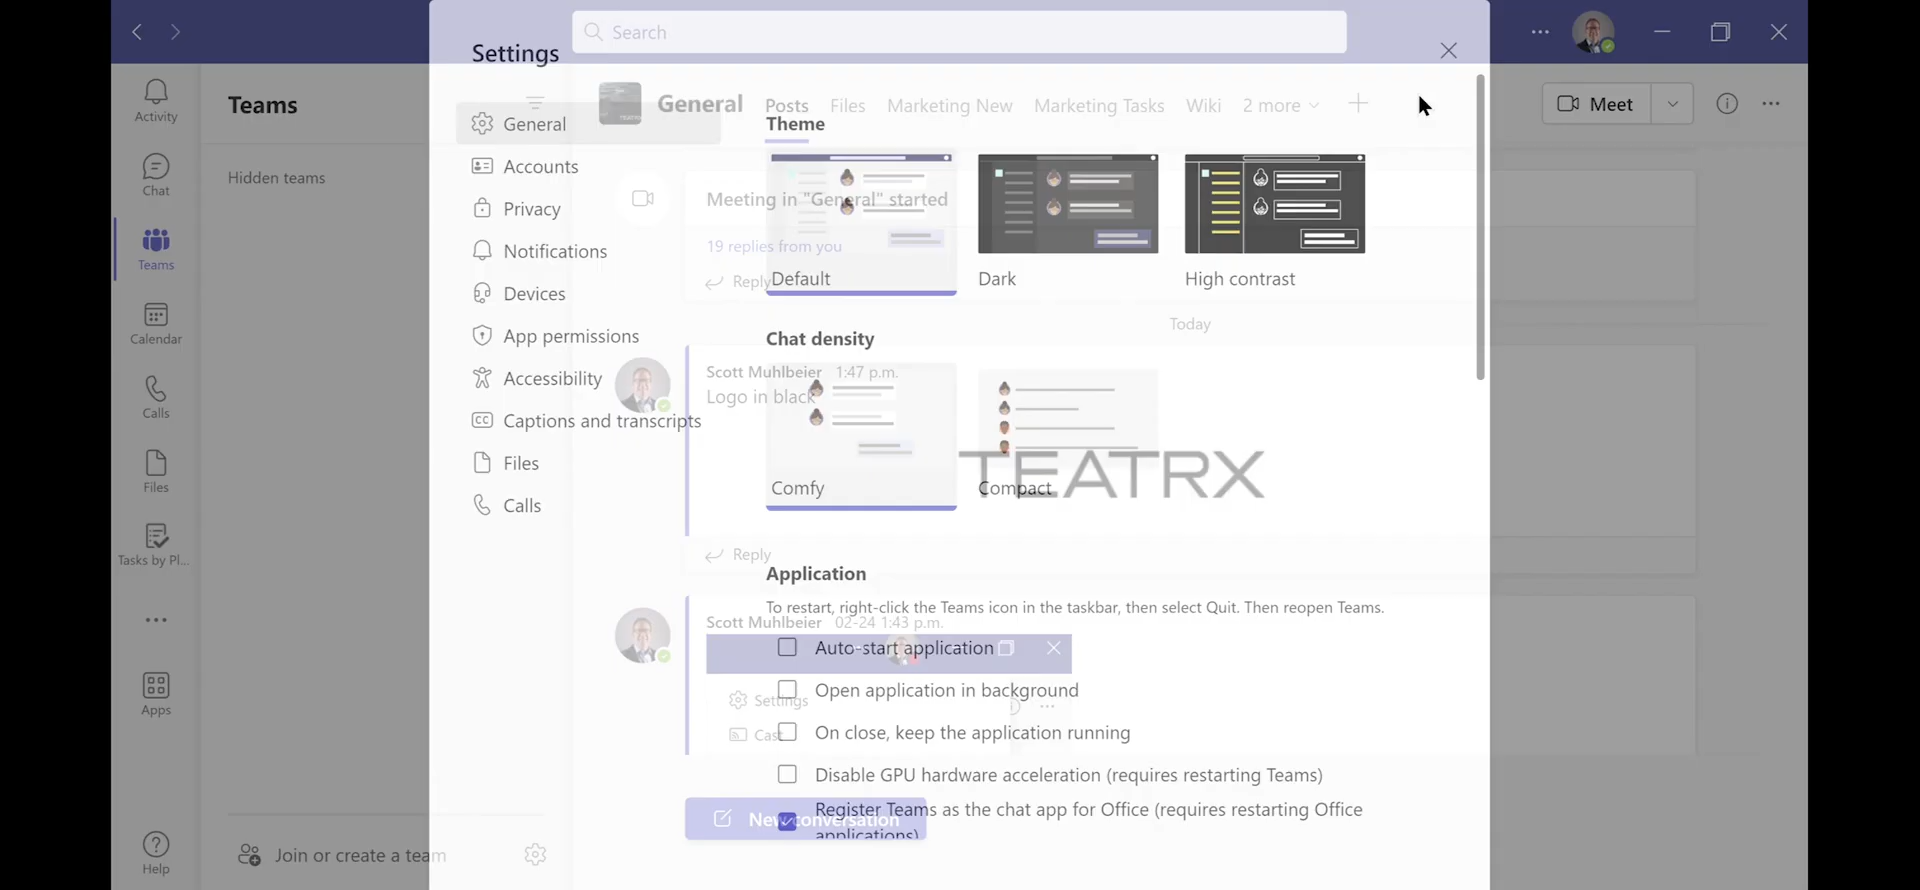 Search
Settings
Activity
Chat
Teams
Calendar
Calls
Files
Tasks by Pl...
Apps
Help
Teams
Hidden teams
Join or create a team
General
Accounts
Privacy
Notifications
Devices
App permissions
Accessibility
Captions and transcripts
Files
Calls
General Posts Files Marketing New Marketing Tasks Wiki 2 more
Meet
Theme
Default Dark High contrast
Chat density
Comfy Compact
Application
To restart, right-click the Teams icon in the taskbar, then select Quit. Then reopen Teams.
Auto-start application
Open application in background
On close, keep the application running
Disable GPU hardware acceleration (requires restarting Teams)
Register Teams as the chat app for Office (requires restarting Office
applications)
Meeting in "General" started
19 replies from you
Reply
Today
Scott Muhlbeier 1:47 p.m.
Logo in black
TEATRX
Reply
Scott Muhlbeier 02-24 1:43 p.m.
Settings
Cast
New conversation